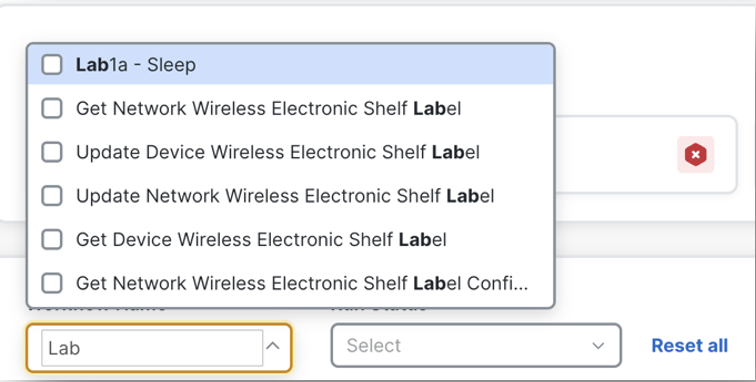 Lab1a - Sleep
Get Network Wireless Electronic Shelf Label
Update Device Wireless Electronic Shelf Label
Update Network Wireless Electronic Shelf Label
Get Device Wireless Electronic Shelf Label
Get Network Wireless Electronic Shelf Label Confi...
Lab
Select
Reset all